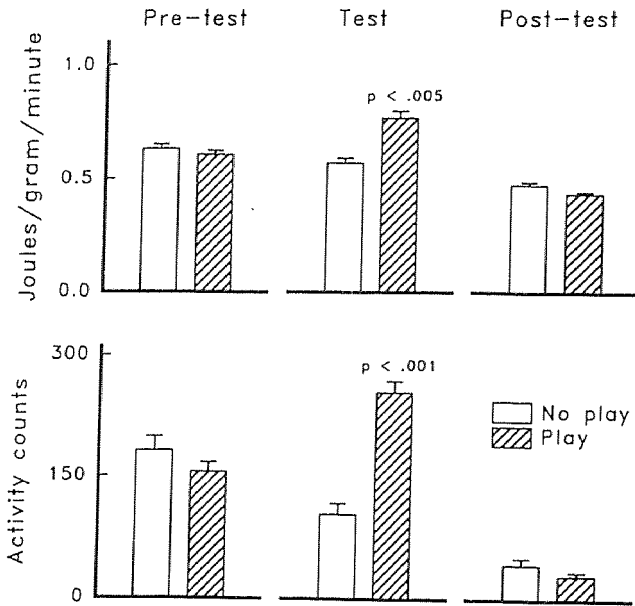 Pre-test Test Post-test
Joules/gram/minute
1.0
0.5
0.0
p < .005
Activity counts
300
150
0
p < .001
No play
Play